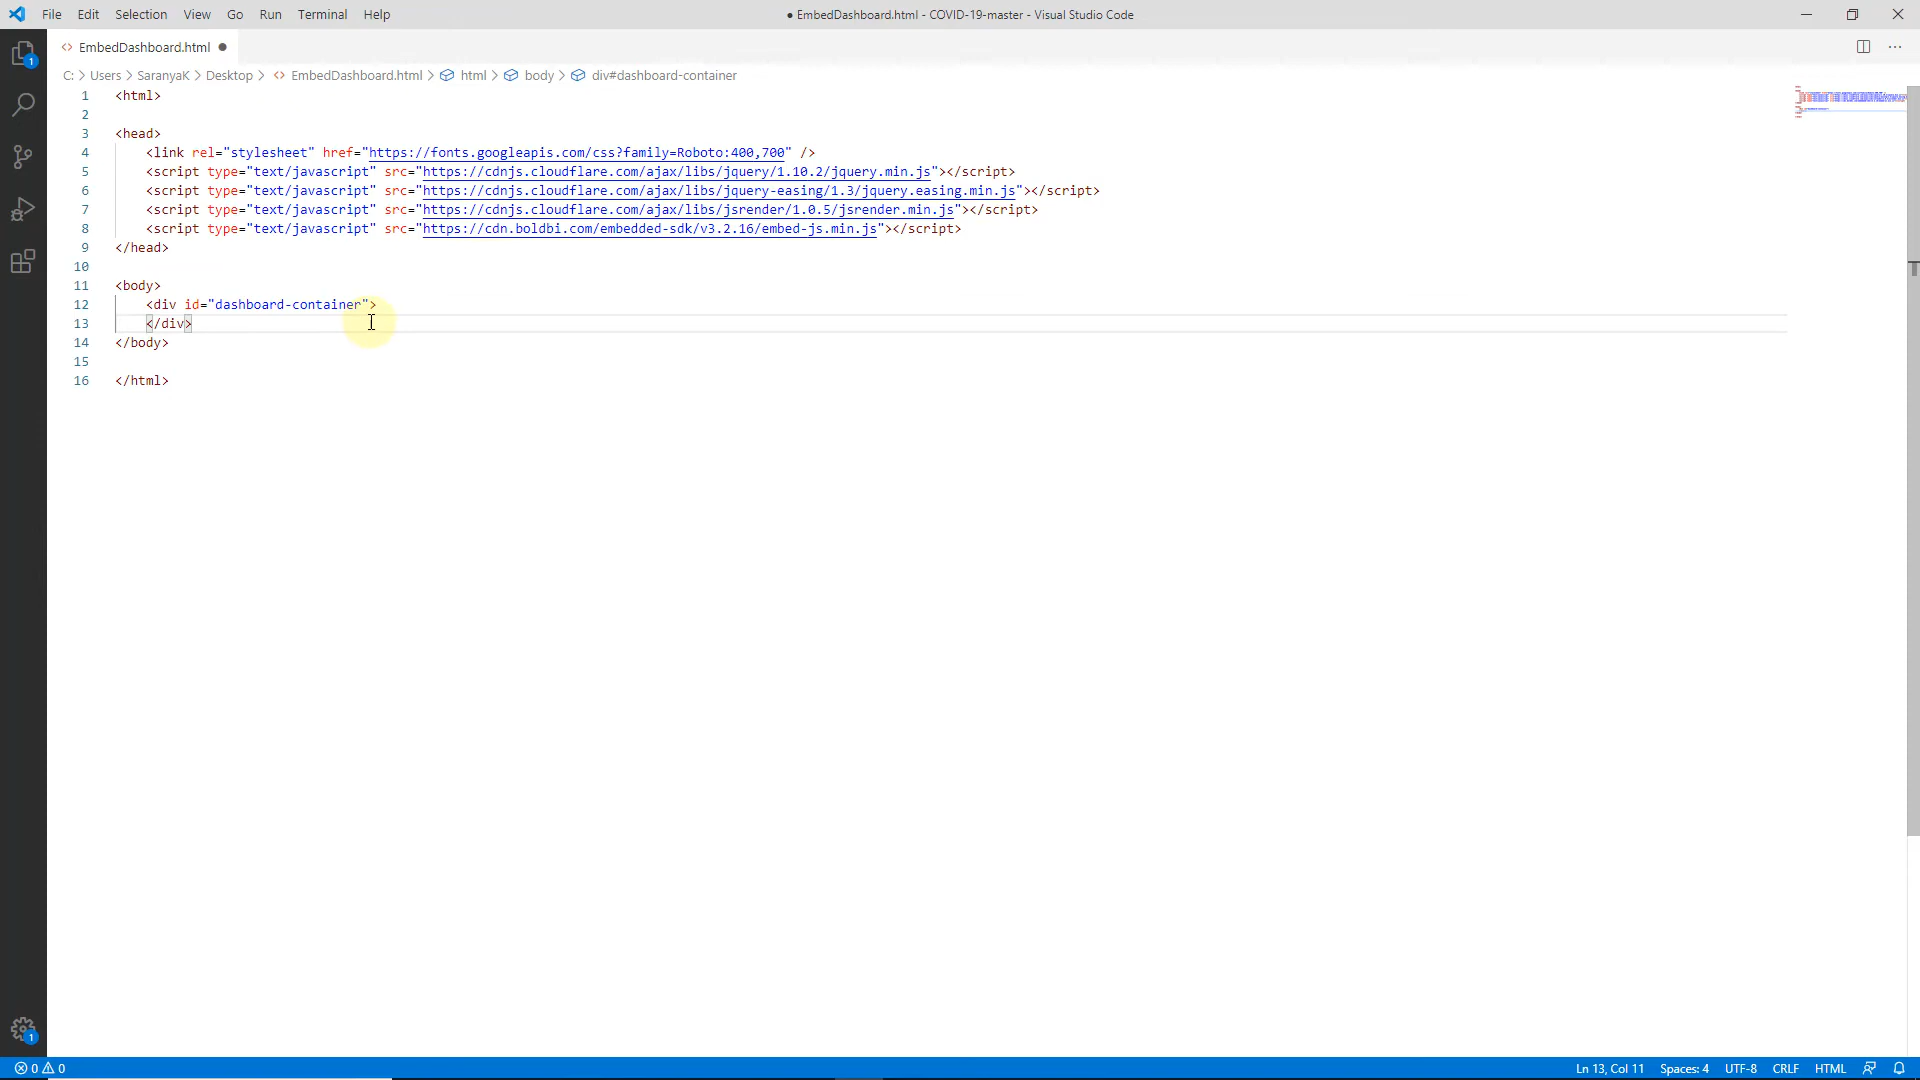 File Edit Selection View Go Run Terminal Help ● EmbedDashboard.html - COVID-19-master - Visual Studio Code
<> EmbedDashboard.html ●
C: > Users > SaranyaK > Desktop > <> EmbedDashboard.html > html > body > div#dashboard-container
1 <html>
2
3 <head>
4 <link rel="stylesheet" href="https://fonts.googleapis.com/css?family=Roboto:400,700" />
5 <script type="text/javascript" src="https://cdnjs.cloudflare.com/ajax/libs/jquery/1.10.2/jquery.min.js"></script>
6 <script type="text/javascript" src="https://cdnjs.cloudflare.com/ajax/libs/jquery-easing/1.3/jquery.easing.min.js"></script>
7 <script type="text/javascript" src="https://cdnjs.cloudflare.com/ajax/libs/jsrender/1.0.5/jsrender.min.js"></script>
8 <script type="text/javascript" src="https://cdn.boldbi.com/embedded-sdk/v3.2.16/embed-js.min.js"></script>
9 </head>
10
11 <body>
12 <div id="dashboard-container">
13 </div>
14 </body>
15
16 </html>
1
1
0 0 Ln 13, Col 11 Spaces: 4 UTF-8 CRLF HTML